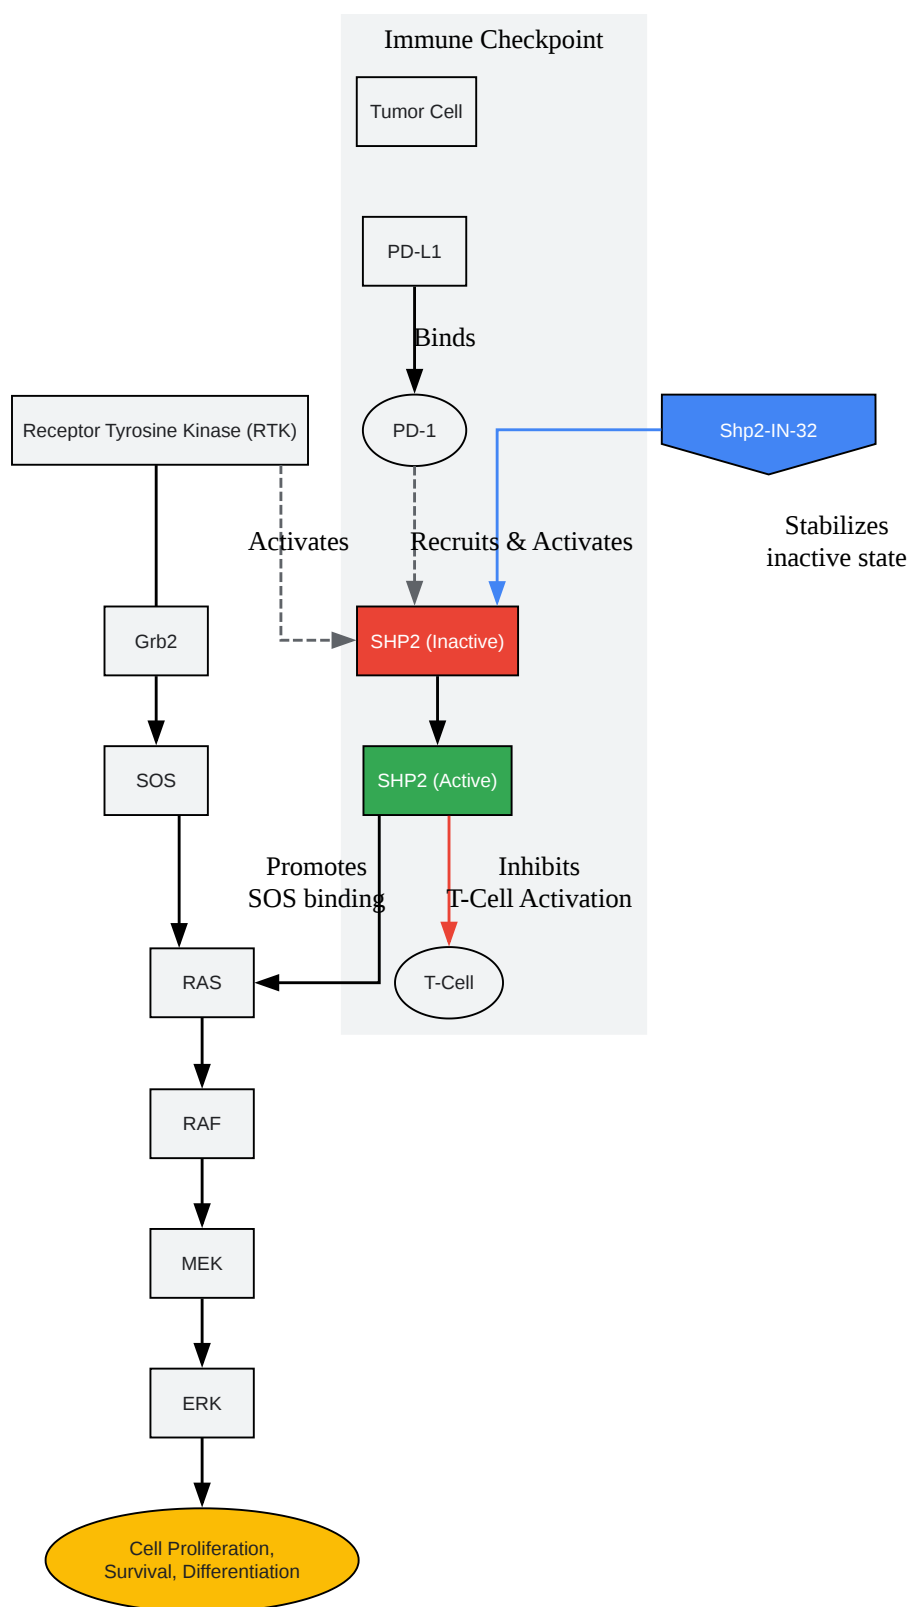 Immune Checkpoint
Tumor Cell
PD-L1
Binds
Receptor Tyrosine Kinase (RTK)
PD-1
Shp2-IN-32
Stabilizes
inactive state
Activates
Recruits & Activates
Grb2
SHP2 (Inactive)
SOS
SHP2 (Active)
Promotes
SOS binding
Inhibits
T-Cell Activation
RAS
T-Cell
RAF
MEK
ERK
Cell Proliferation,
Survival, Differentiation